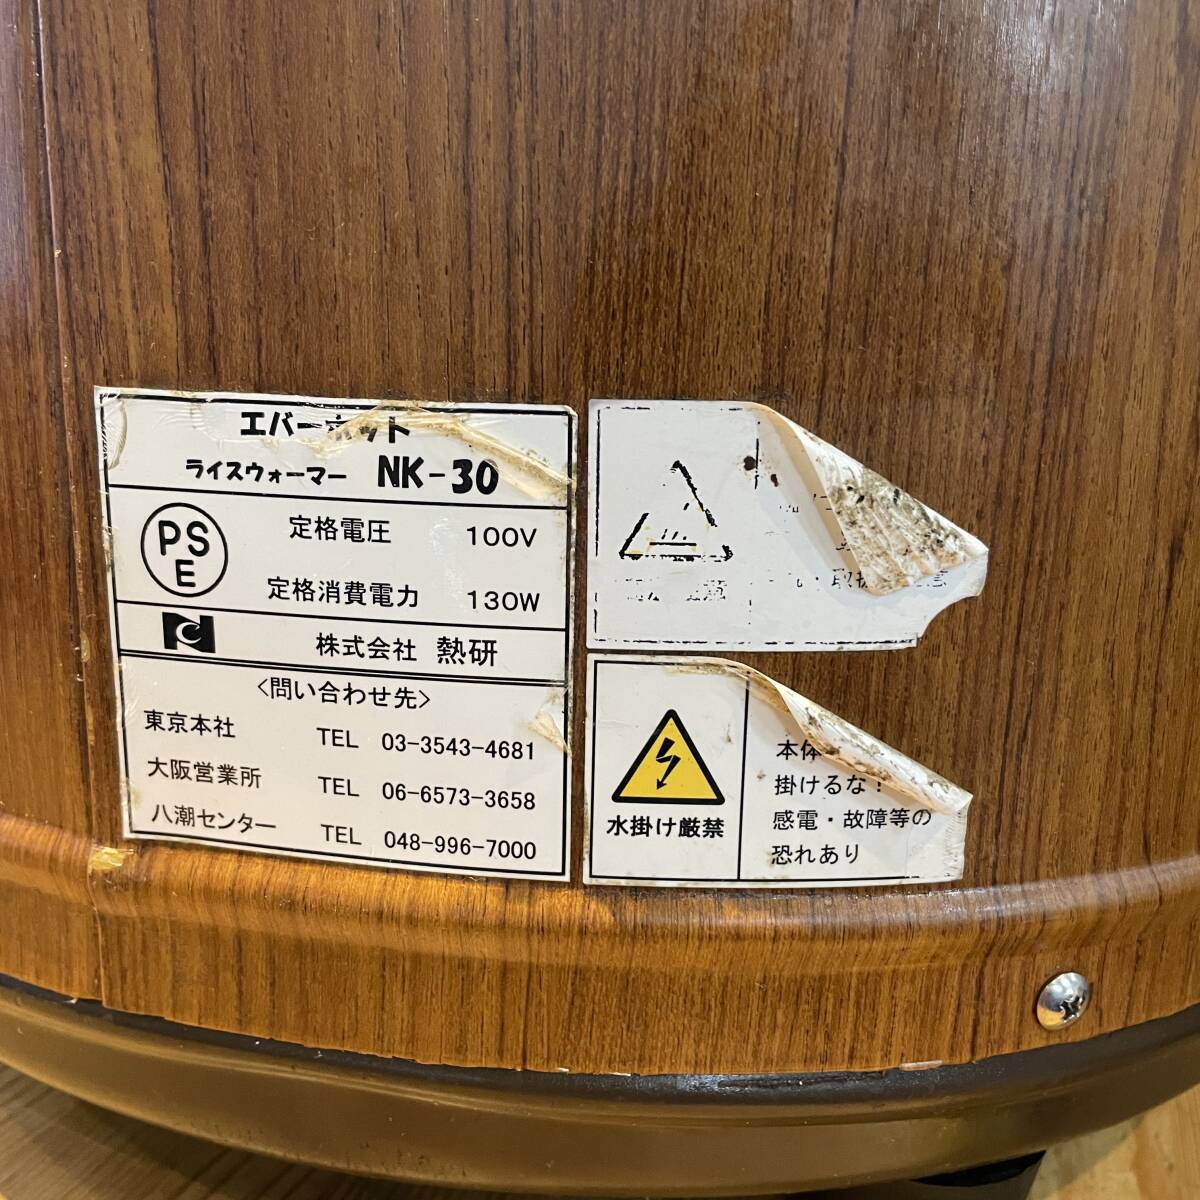 エバーホット
ライスウォーマー NK-30
PSE
定格電圧 100V
定格消費電力 130W
株式会社 熱研
<問い合わせ先>
東京本社 TEL 03-3543-4681
大阪営業所 TEL 06-6573-3658
八潮センター TEL 048-996-7000
水掛け厳禁
本体
掛けるな!
感電・故障等の
恐れあり